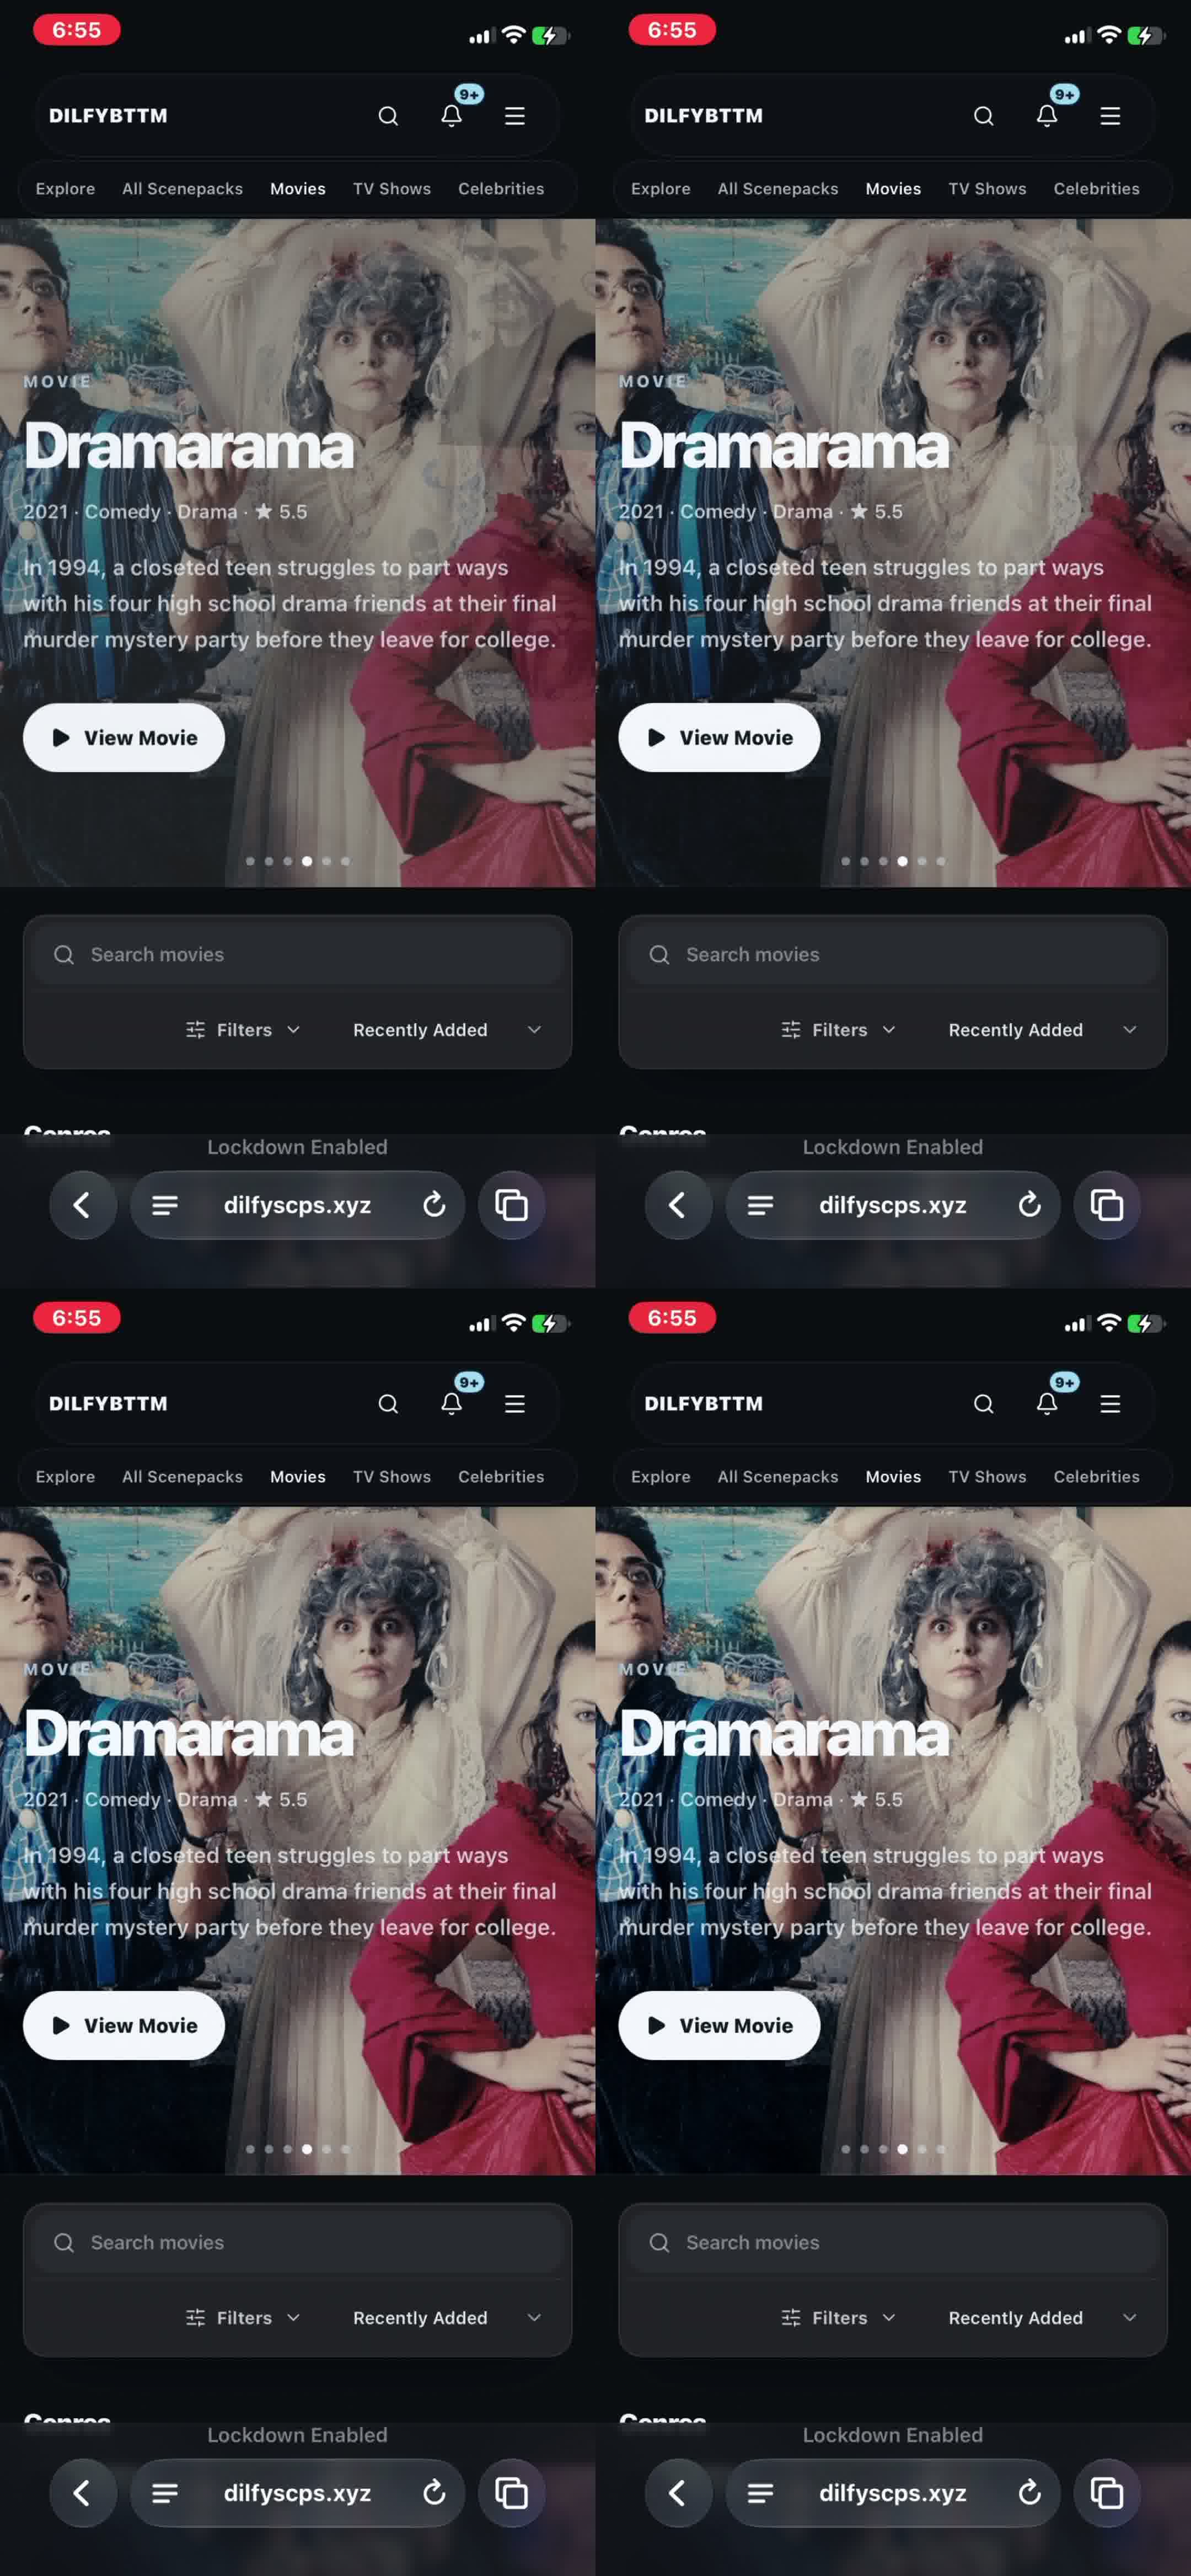 6:55
9+
DILFYBTTM
Explore All Scenepacks Movies TV Shows Celebrities
MOVIE
Dramarama
2021 · Comedy · Drama · ★ 5.5
In 1994, a closeted teen struggles to part ways
with his four high school drama friends at their final
murder mystery party before they leave for college.
View Movie
Search movies
Filters Recently Added
Genres
Lockdown Enabled
dilfyscps.xyz
6:55
9+
DILFYBTTM
Explore All Scenepacks Movies TV Shows Celebrities
MOVIE
Dramarama
2021 · Comedy · Drama · ★ 5.5
In 1994, a closeted teen struggles to part ways
with his four high school drama friends at their final
murder mystery party before they leave for college.
View Movie
Search movies
Filters Recently Added
Genres
Lockdown Enabled
dilfyscps.xyz
6:55
9+
DILFYBTTM
Explore All Scenepacks Movies TV Shows Celebrities
MOVIE
Dramarama
2021 · Comedy · Drama · ★ 5.5
In 1994, a closeted teen struggles to part ways
with his four high school drama friends at their final
murder mystery party before they leave for college.
View Movie
Search movies
Filters Recently Added
Genres
Lockdown Enabled
dilfyscps.xyz
6:55
9+
DILFYBTTM
Explore All Scenepacks Movies TV Shows Celebrities
MOVIE
Dramarama
2021 · Comedy · Drama · ★ 5.5
In 1994, a closeted teen struggles to part ways
with his four high school drama friends at their final
murder mystery party before they leave for college.
View Movie
Search movies
Filters Recently Added
Genres
Lockdown Enabled
dilfyscps.xyz